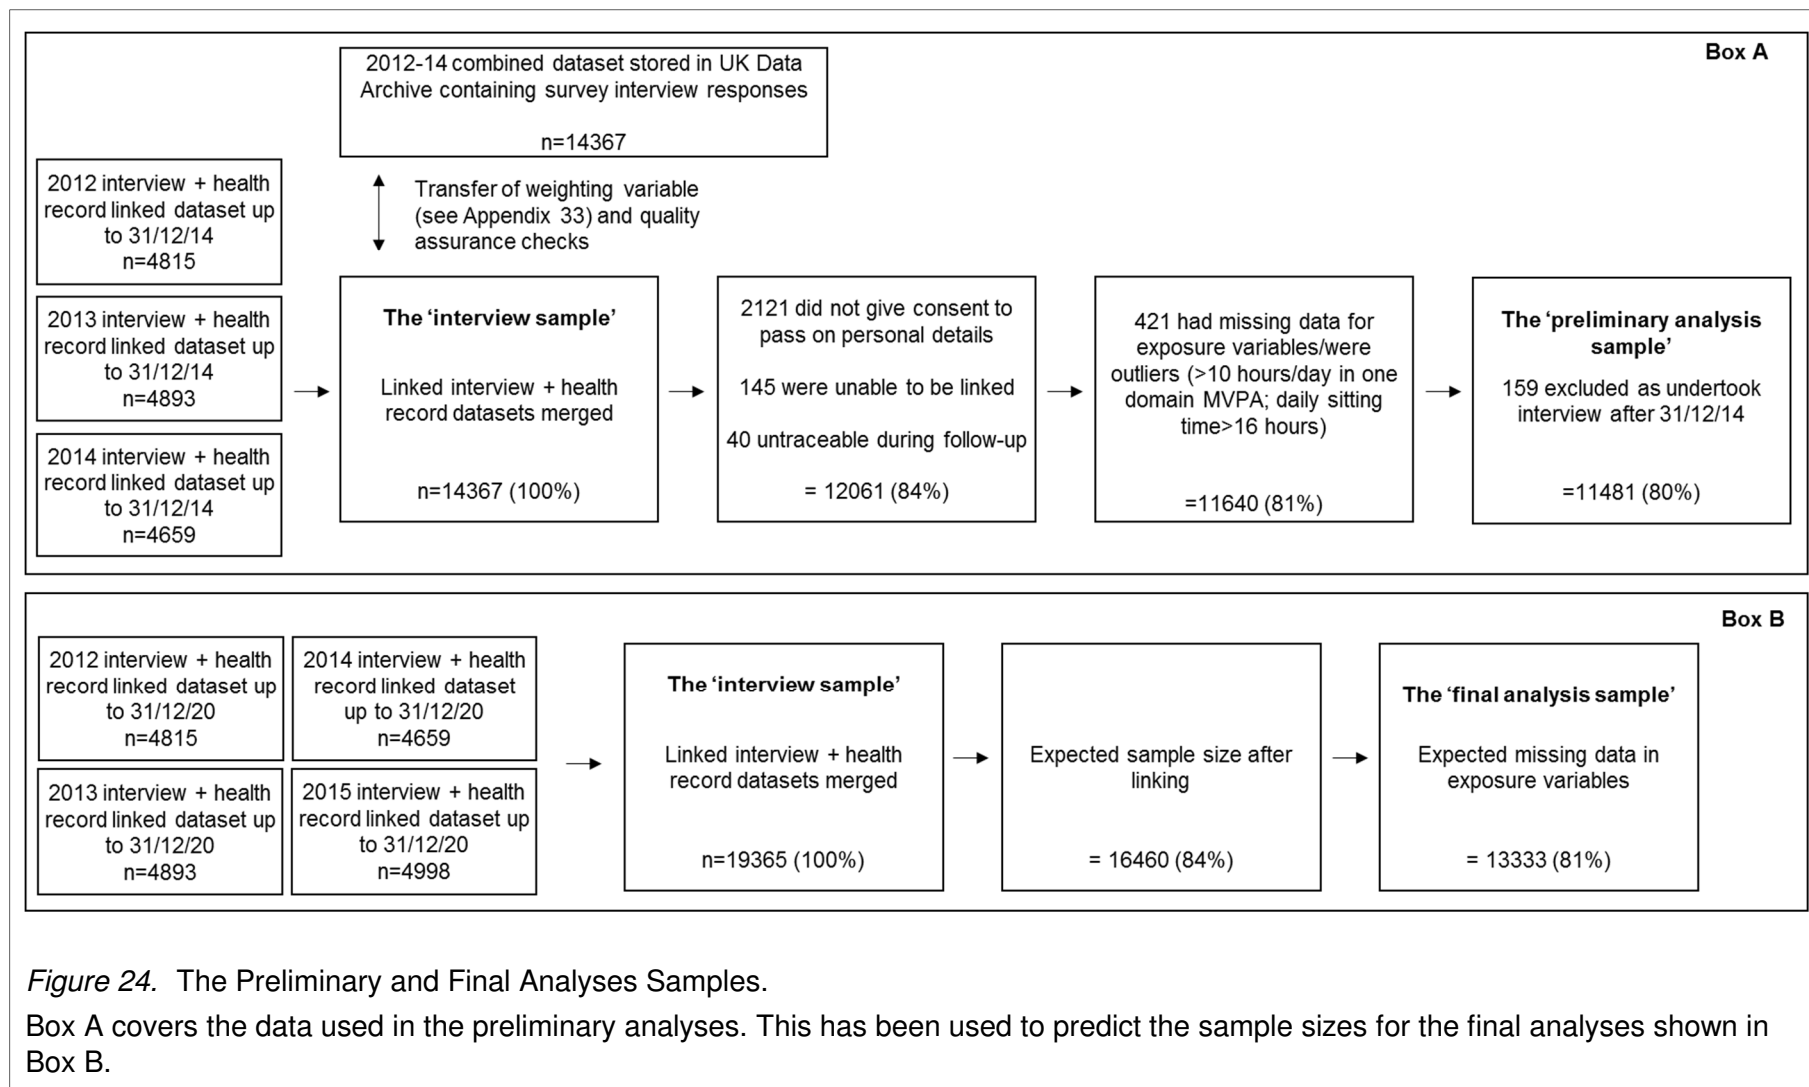 Box A
2012-14 combined dataset stored in UK Data
Archive containing survey interview responses
n=14367
Transfer of weighting variable
(see Appendix 33) and quality
assurance checks
2012 interview + health
record linked dataset up
to 31/12/14
n=4815
2013 interview + health
record linked dataset up
to 31/12/14
n=4893
2014 interview + health
record linked dataset up
to 31/12/14
n=4659
The ‘interview sample’
Linked interview + health
record datasets merged
n=14367 (100%)
2121 did not give consent to
pass on personal details
145 were unable to be linked
40 untraceable during follow-up
= 12061 (84%)
421 had missing data for
exposure variables/were
outliers (>10 hours/day in one
domain MVPA; daily sitting
time>16 hours)
=11640 (81%)
The ‘preliminary analysis
sample’
159 excluded as undertook
interview after 31/12/14
=11481 (80%)
Box B
2012 interview + health
record linked dataset up
to 31/12/20
n=4815
2014 interview + health
record linked dataset
up to 31/12/20
n=4659
2013 interview + health
record linked dataset up
to 31/12/20
n=4893
2015 interview + health
record linked dataset up
to 31/12/20
n=4998
The ‘interview sample’
Linked interview + health
record datasets merged
n=19365 (100%)
Expected sample size after
linking
= 16460 (84%)
The ‘final analysis sample’
Expected missing data in
exposure variables
= 13333 (81%)
Figure 24. The Preliminary and Final Analyses Samples.
Box A covers the data used in the preliminary analyses. This has been used to predict the sample sizes for the final analyses shown in
Box B.